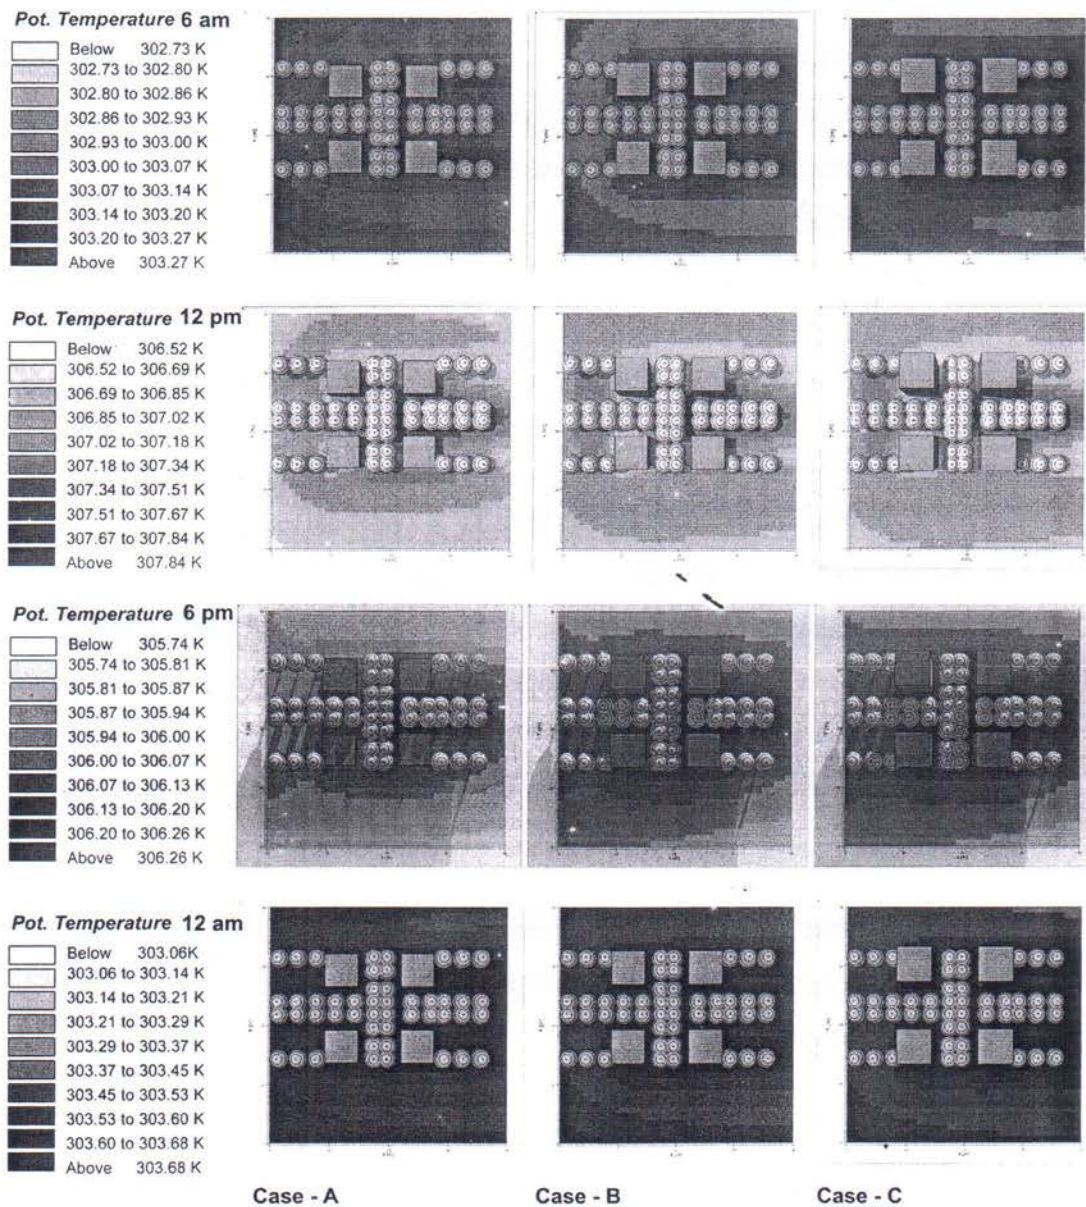 Pot. Temperature 6 am
Below 302.73 K
302.73 to 302.80 K
302.80 to 302.86 K
302.86 to 302.93 K
302.93 to 303.00 K
303.00 to 303.07 K
303.07 to 303.14 K
303.14 to 303.20 K
303.20 to 303.27 K
Above 303.27 K
Pot. Temperature 12 pm
Below 306.52 K
306.52 to 306.69 K
306.69 to 306.85 K
306.85 to 307.02 K
307.02 to 307.18 K
307.18 to 307.34 K
307.34 to 307.51 K
307.51 to 307.67 K
307.67 to 307.84 K
Above 307.84 K
Pot. Temperature 6 pm
Below 305.74 K
305.74 to 305.81 K
305.81 to 305.87 K
305.87 to 305.94 K
305.94 to 306.00 K
306.00 to 306.07 K
306.07 to 306.13 K
306.13 to 306.20 K
306.20 to 306.26 K
Above 306.26 K
Pot. Temperature 12 am
Below 303.06K
303.06 to 303.14 K
303.14 to 303.21 K
303.21 to 303.29 K
303.29 to 303.37 K
303.37 to 303.45 K
303.45 to 303.53 K
303.53 to 303.60 K
303.60 to 303.68 K
Above 303.68 K
Case - A Case - B Case - C